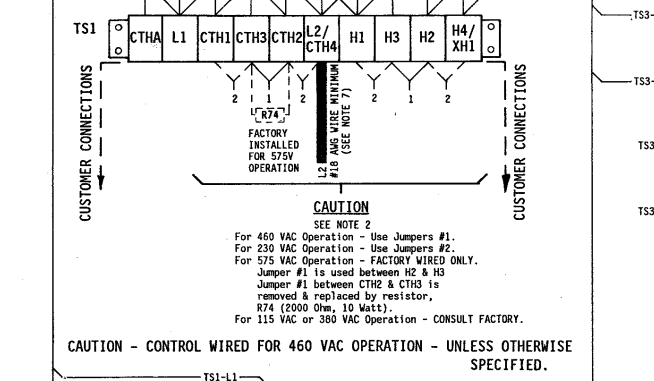 TS3-
TS1
CTHA L1 CTH1 CTH3 CTH2 L2/CTH4 H1 H3 H2 H4/XH1
TS3-
2 1 2 2 1 2
R74
FACTORY
INSTALLED
FOR 575V
OPERATION
L2
#18 AWG WIRE MINIMUM
(SEE NOTE 7)
CUSTOMER CONNECTIONS
CUSTOMER CONNECTIONS
TS3
TS3
CAUTION
SEE NOTE 2
For 460 VAC Operation - Use Jumpers #1.
For 230 VAC Operation - Use Jumpers #2.
For 575 VAC Operation - FACTORY WIRED ONLY.
Jumper #1 is used between H2 & H3
Jumper #1 between CTH2 & CTH3 is
removed & replaced by resistor,
R74 (2000 Ohm, 10 Watt).
For 115 VAC or 380 VAC Operation - CONSULT FACTORY.
CAUTION - CONTROL WIRED FOR 460 VAC OPERATION - UNLESS OTHERWISE
SPECIFIED.
TS1-L1